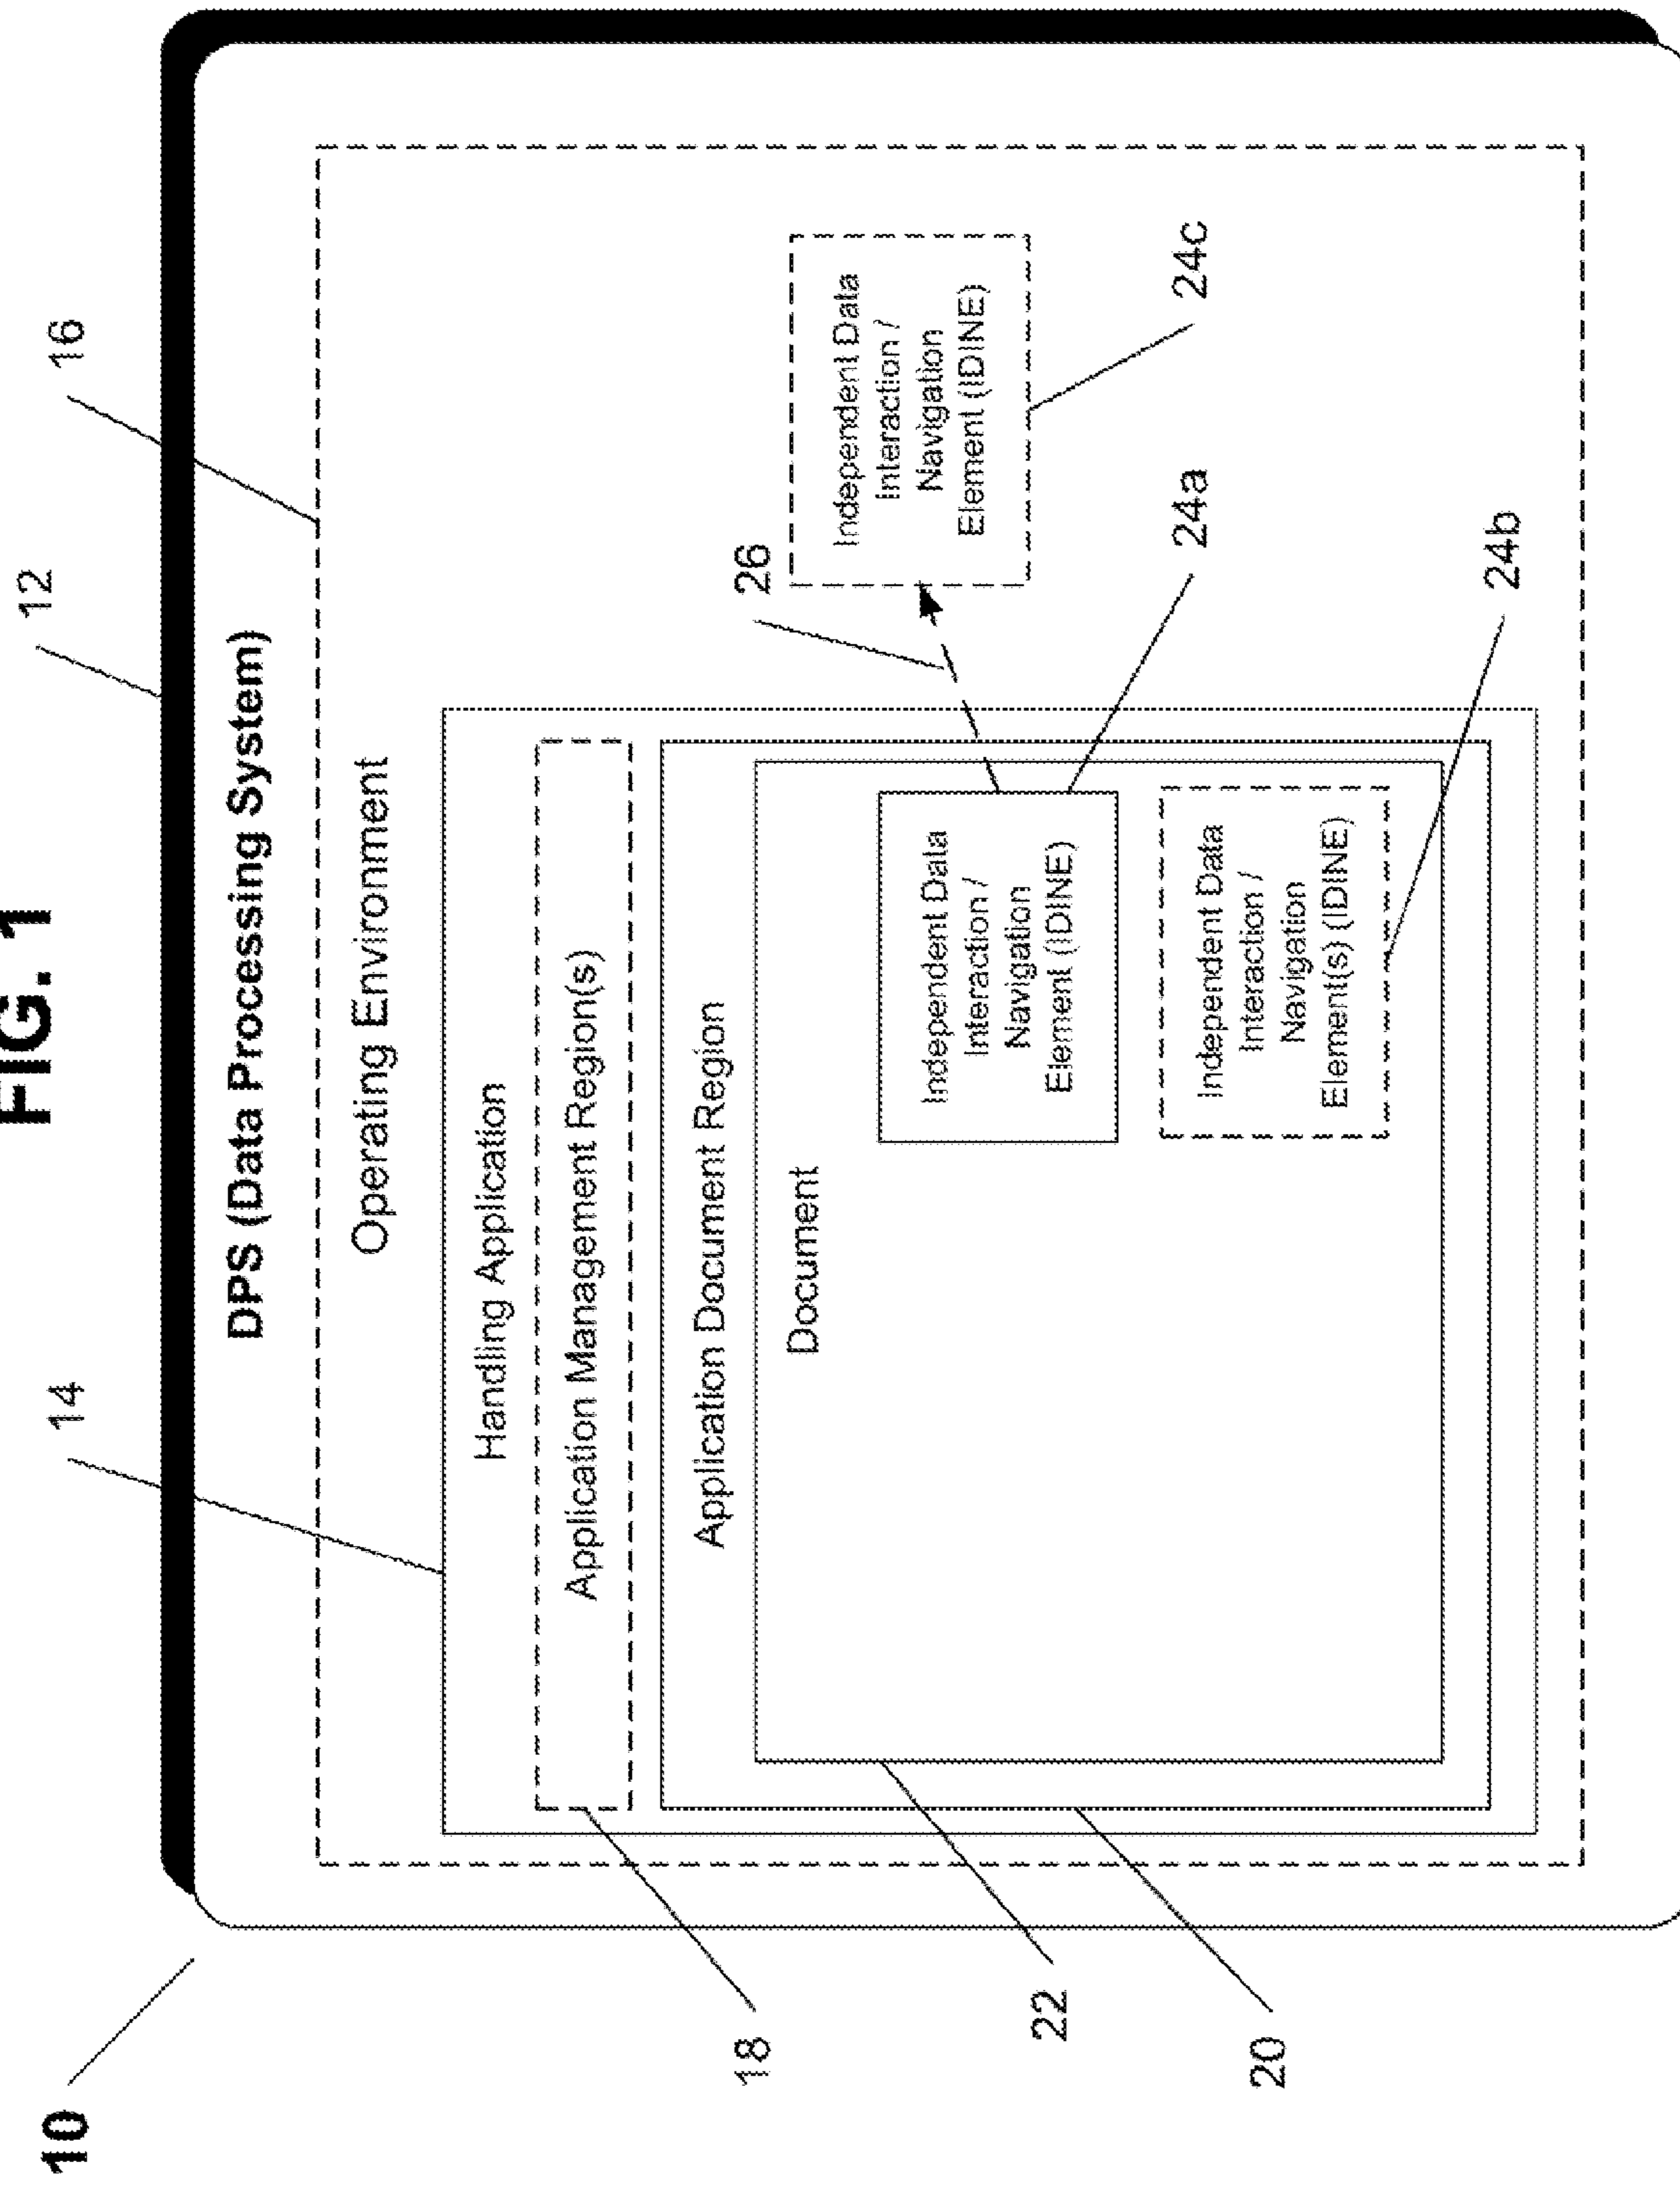 FIG. 1
10
14
12
16
DPS (Data Processing System)
Operating Environment
Handling Application
Application Management Region(s)
Application Document Region
Document
Independent Data
Interaction /
Navigation
Element (IDINE)
24a
Independent Data
Interaction /
Navigation
Element(s) (IDINE)
24b
26
Independent Data
Interaction /
Navigation
Element (IDINE)
24c
18
22
20